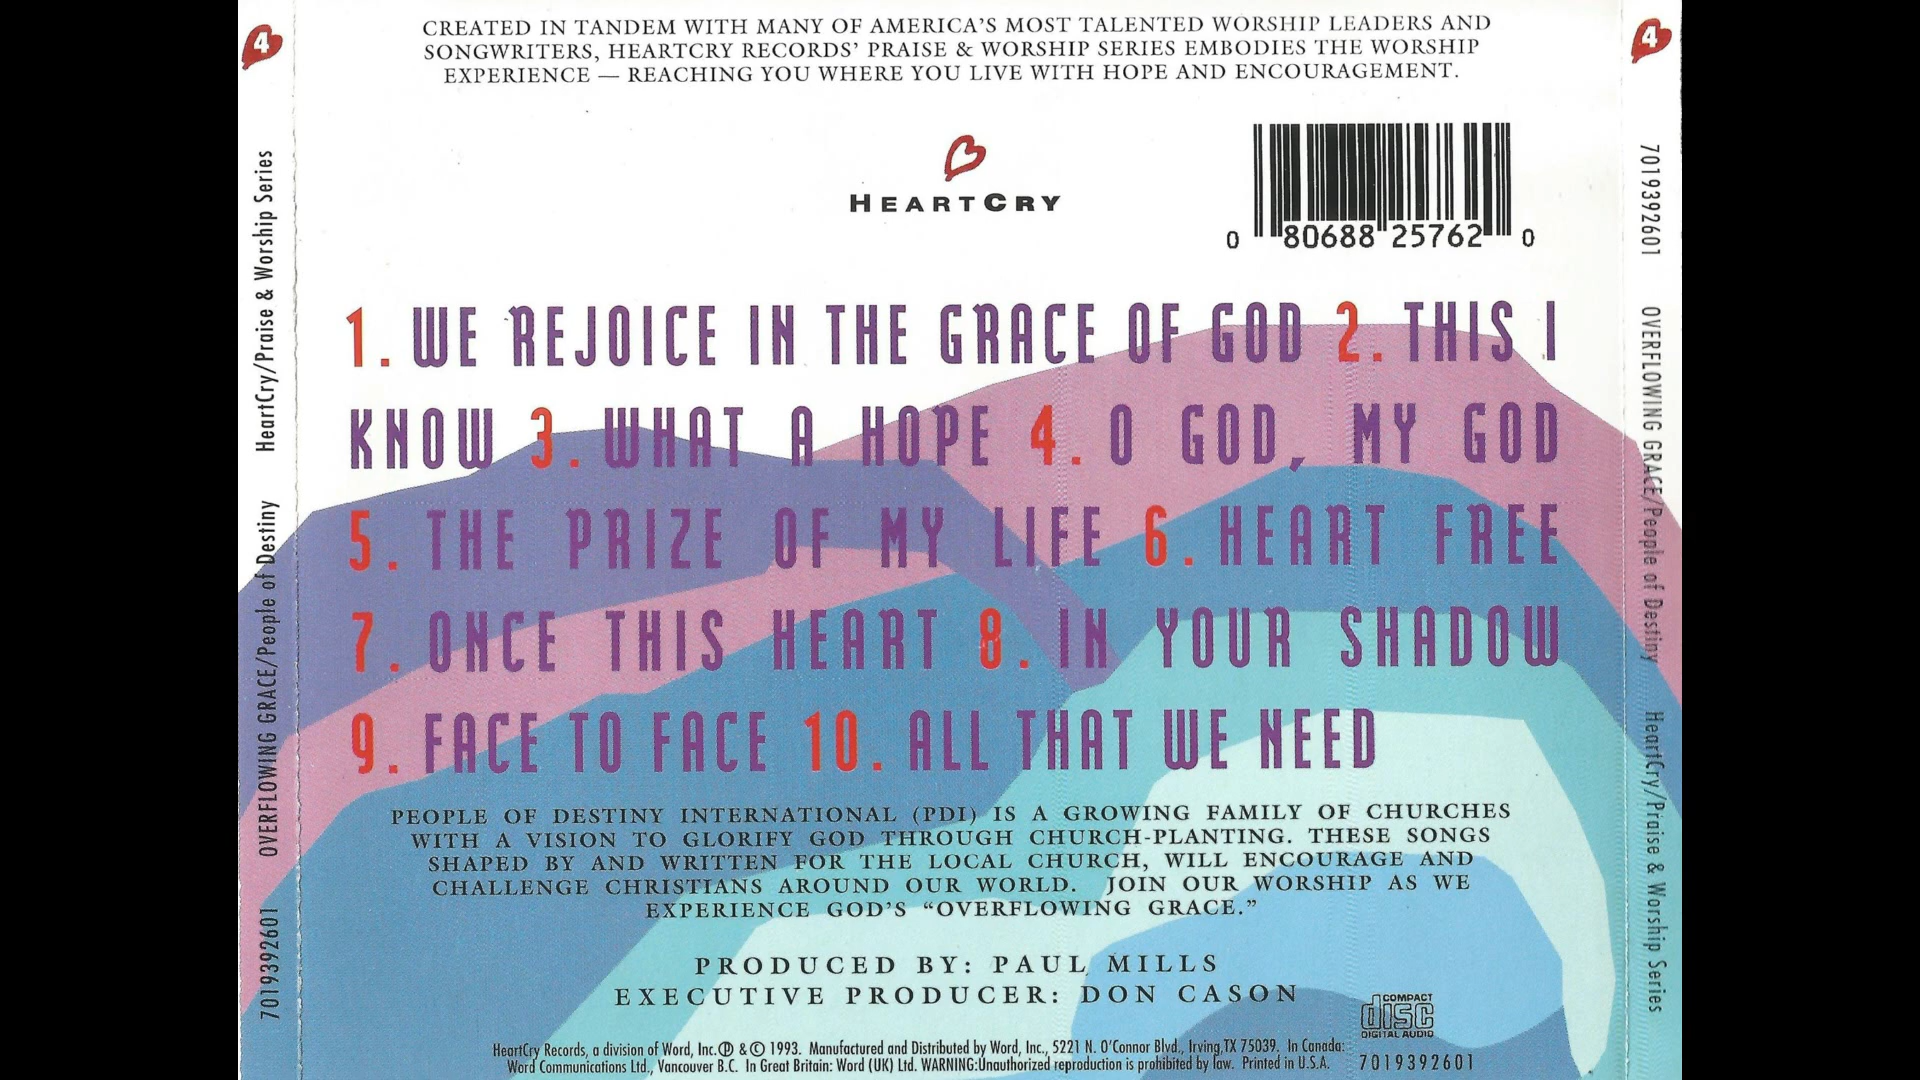 CREATED IN TANDEM WITH MANY OF AMERICA'S MOST TALENTED WORSHIP LEADERS AND
SONGWRITERS, HEARTCRY RECORDS' PRAISE & WORSHIP SERIES EMBODIES THE WORSHIP
EXPERIENCE — REACHING YOU WHERE YOU LIVE WITH HOPE AND ENCOURAGEMENT.
HEARTCRY
0 80688 25762 0
1. WE REJOICE IN THE GRACE OF GOD 2. THIS I
KNOW 3. WHAT A HOPE 4. O GOD, MY GOD
5. THE PRIZE OF MY LIFE 6. HEART FREE
7. ONCE THIS HEART 8. IN YOUR SHADOW
9. FACE TO FACE 10. ALL THAT WE NEED
PEOPLE OF DESTINY INTERNATIONAL (PDI) IS A GROWING FAMILY OF CHURCHES
WITH A VISION TO GLORIFY GOD THROUGH CHURCH-PLANTING. THESE SONGS
SHAPED BY AND WRITTEN FOR THE LOCAL CHURCH, WILL ENCOURAGE AND
CHALLENGE CHRISTIANS AROUND OUR WORLD. JOIN OUR WORSHIP AS WE
EXPERIENCE GOD'S “OVERFLOWING GRACE.”
PRODUCED BY: PAUL MILLS
EXECUTIVE PRODUCER: DON CASON
COMPACT
disc
DIGITAL AUDIO
HeartCry Records, a division of Word, Inc. ℗ & © 1993. Manufactured and Distributed by Word, Inc., 5221 N. O'Connor Blvd., Irving,TX 75039. In Canada:
Word Communications Ltd., Vancouver B.C. In Great Britain: Word (UK) Ltd. WARNING:Unauthorized reproduction is prohibited by law. Printed in U.S.A.
7019392601
4
7019392601 OVERFLOWING GRACE/People of Destiny HeartCry/Praise & Worship Series
4
7019392601 OVERFLOWING GRACE/People of Destiny HeartCry/Praise & Worship Series